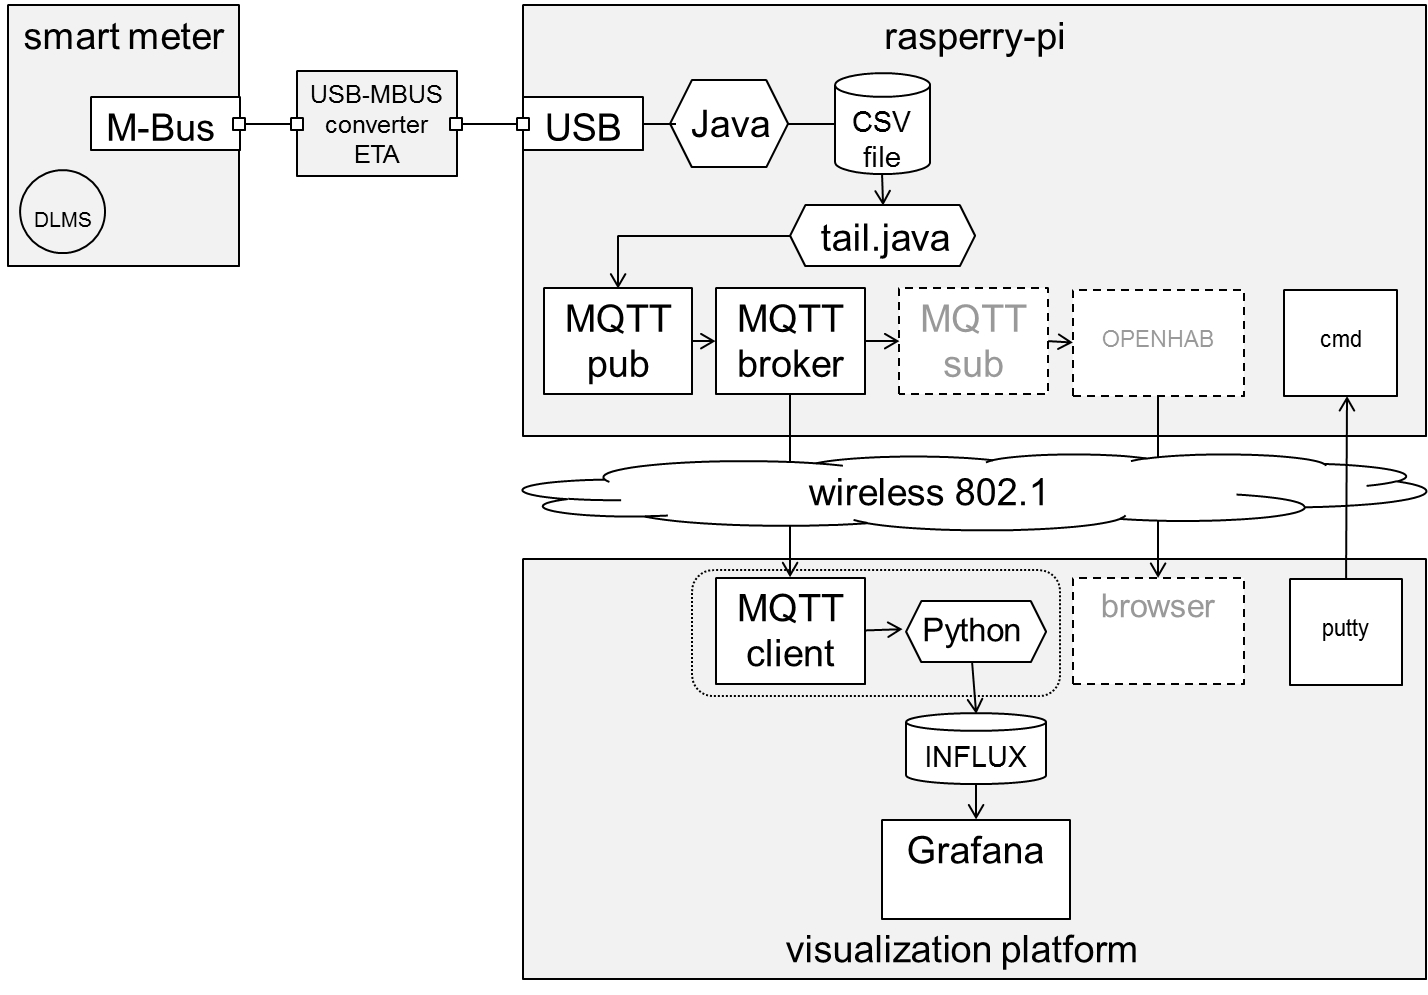 smart meter
M-Bus
DLMS
USB-MBUS
converter
ETA
rasperry-pi
USB
Java
CSV
file
tail.java
MQTT
pub
MQTT
broker
MQTT
sub
OPENHAB
cmd
wireless 802.1
MQTT
client
Python
browser
putty
INFLUX
Grafana
visualization platform